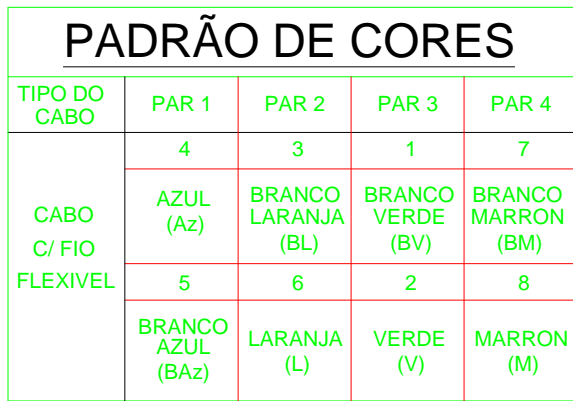 PADRÃO DE CORES
TIPO DO CABO PAR 1 PAR 2 PAR 3 PAR 4
CABO C/ FIO FLEXIVEL
4 3 1 7
AZUL (Az) BRANCO LARANJA (BL) BRANCO VERDE (BV) BRANCO MARRON (BM)
5 6 2 8
BRANCO AZUL (BAz) LARANJA (L) VERDE (V) MARRON (M)